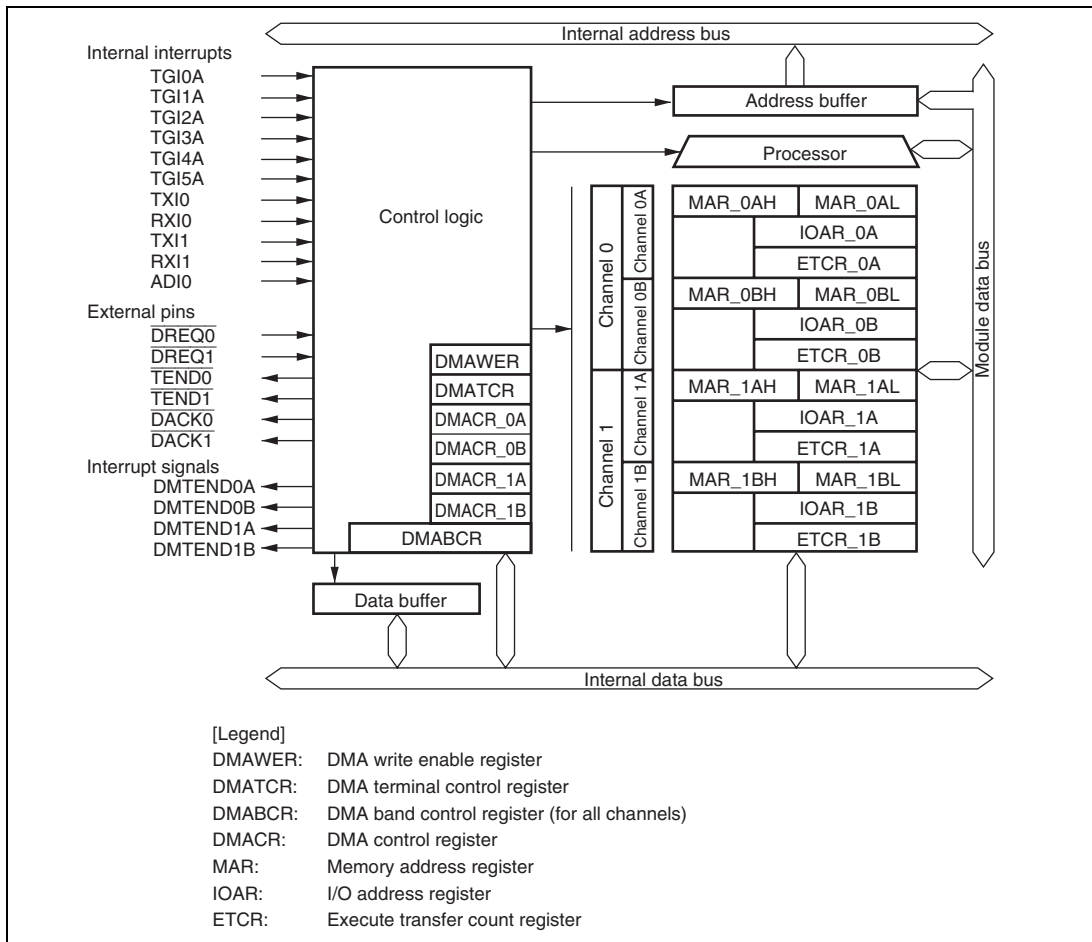 Internal address bus
Internal interrupts
TGI0A
TGI1A
TGI2A
TGI3A
TGI4A
TGI5A
TXI0
RXI0
TXI1
RXI1
ADI0
External pins
DREQ0
DREQ1
TEND0
TEND1
DACK0
DACK1
Interrupt signals
DMTEND0A
DMTEND0B
DMTEND1A
DMTEND1B
Control logic
DMAWER
DMATCR
DMACR_0A
DMACR_0B
DMACR_1A
DMACR_1B
DMABCR
Data buffer
Address buffer
Processor
Channel 0
Channel 0A
Channel 0B
Channel 1
Channel 1A
Channel 1B
MAR_0AH MAR_0AL
IOAR_0A
ETCR_0A
MAR_0BH MAR_0BL
IOAR_0B
ETCR_0B
MAR_1AH MAR_1AL
IOAR_1A
ETCR_1A
MAR_1BH MAR_1BL
IOAR_1B
ETCR_1B
Module data bus
Internal data bus
[Legend]
DMAWER: DMA write enable register
DMATCR: DMA terminal control register
DMABCR: DMA band control register (for all channels)
DMACR: DMA control register
MAR: Memory address register
IOAR: I/O address register
ETCR: Execute transfer count register